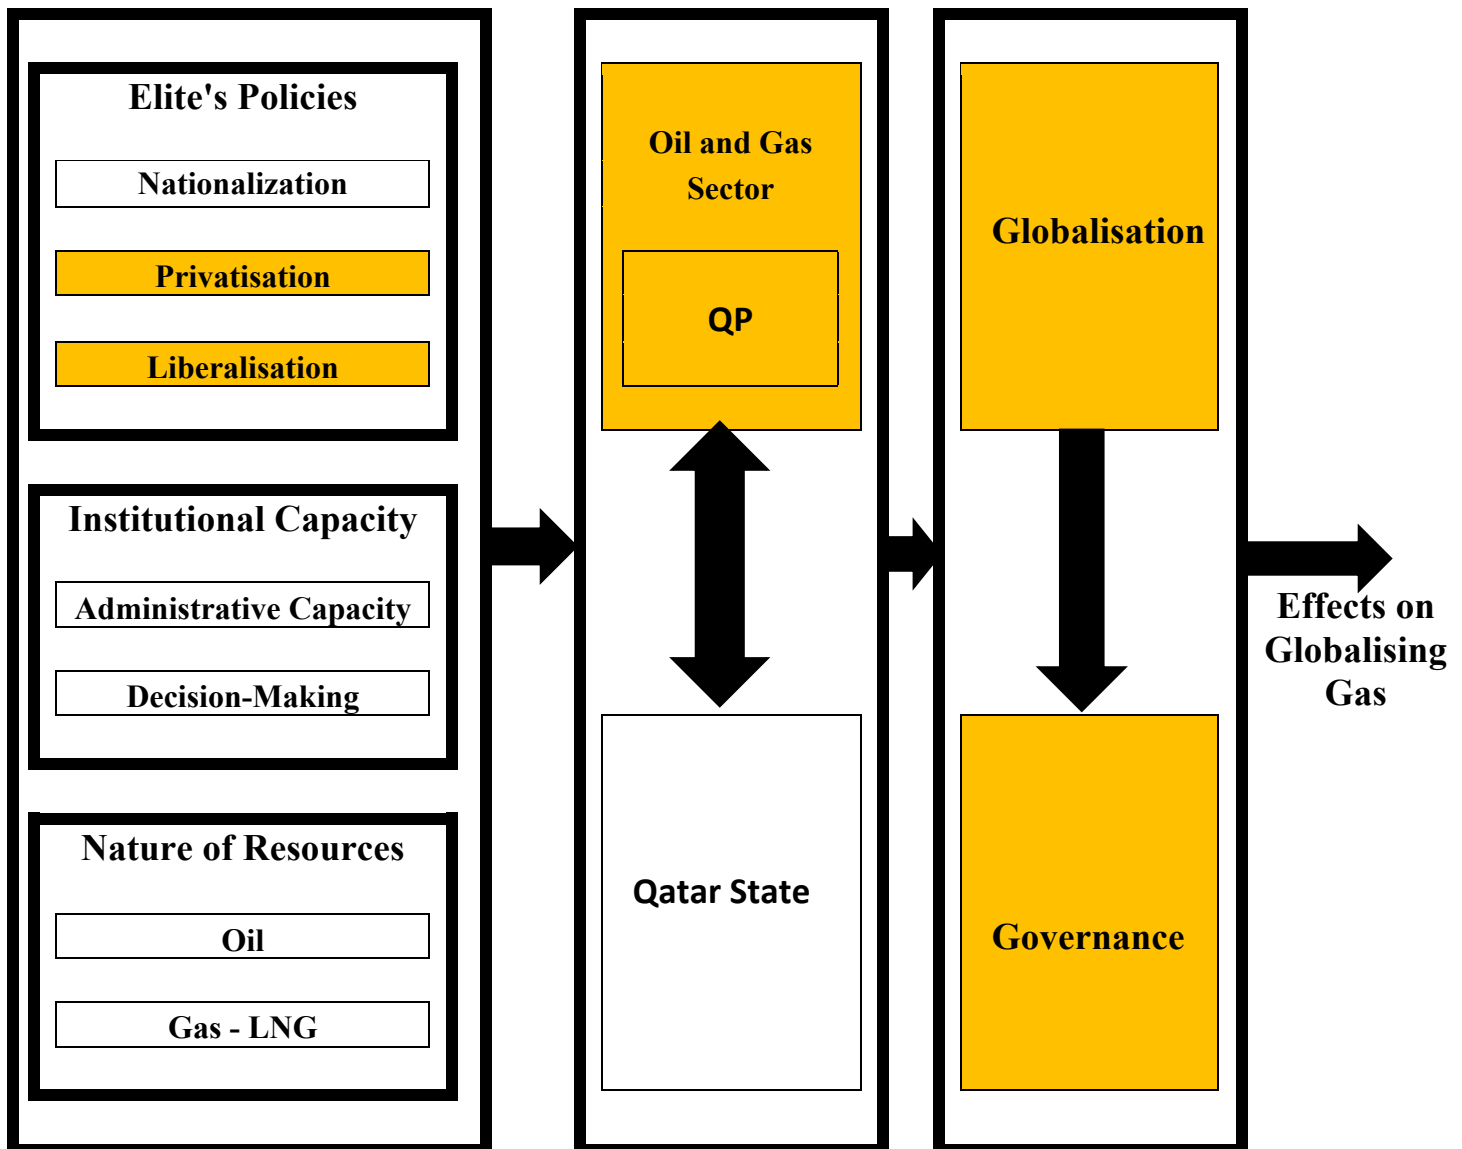 Elite's Policies
Nationalization
Privatisation
Liberalisation
Institutional Capacity
Administrative Capacity
Decision-Making
Nature of Resources
Oil
Gas - LNG
Oil and Gas
Sector
QP
Qatar State
Globalisation
Governance
Effects on
Globalising
Gas